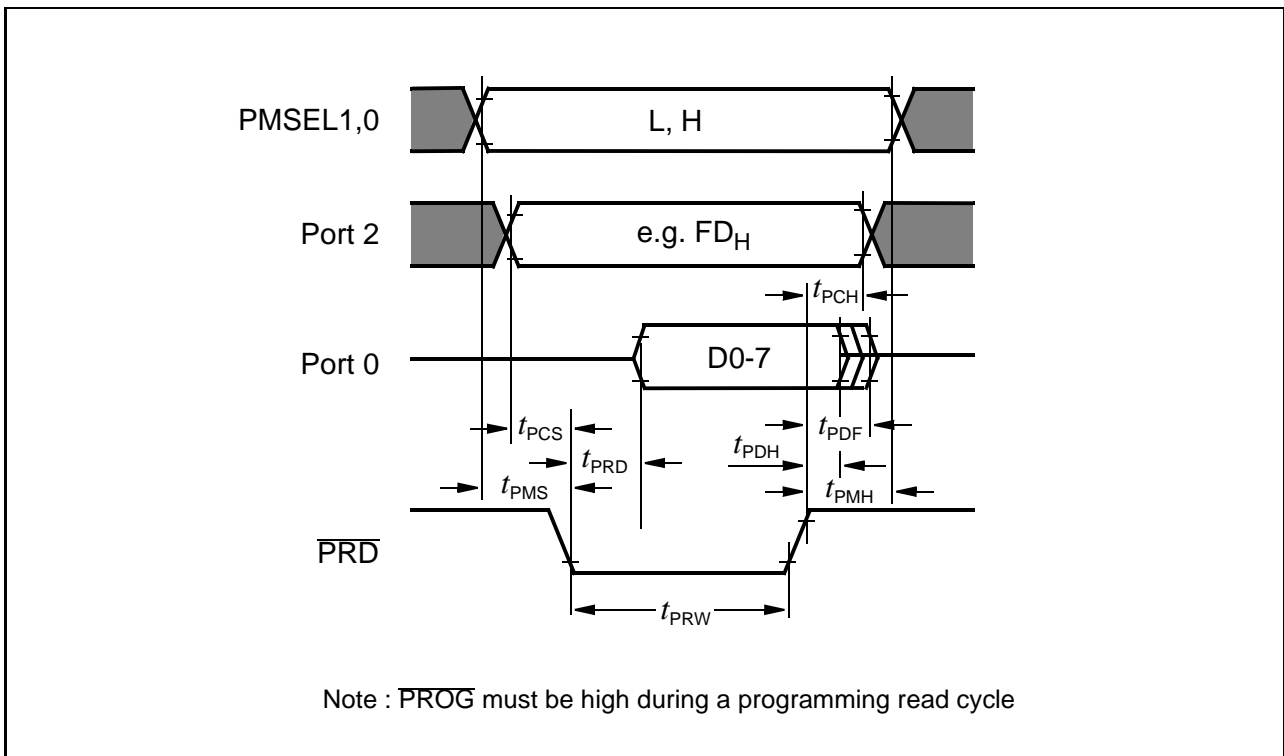 PMSEL1,0
L, H
Port 2
e.g. FDH
tPCH
Port 0
D0-7
tPCS
tPDF
tPDH
tPRD
tPMS
tPMH
PRD
tPRW
Note : PROG must be high during a programming read cycle